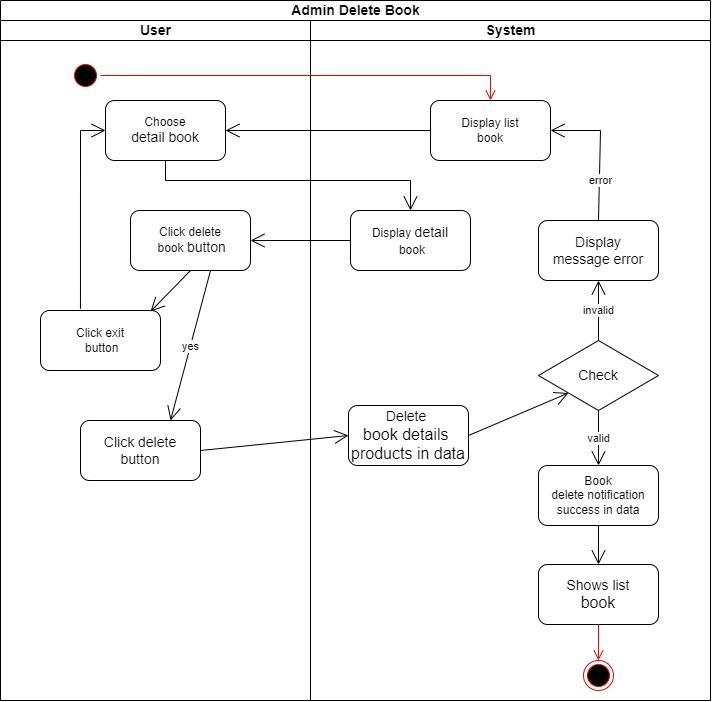 Admin Delete Book
User
System
Choose
detail book
Display list
book
error
Click delete
book button
Display detail
book
Display
message error
invalid
Click exit
button
yes
Check
Click delete
button
Delete
book details
products in data
valid
Book
delete notification
success in data
Shows list
book